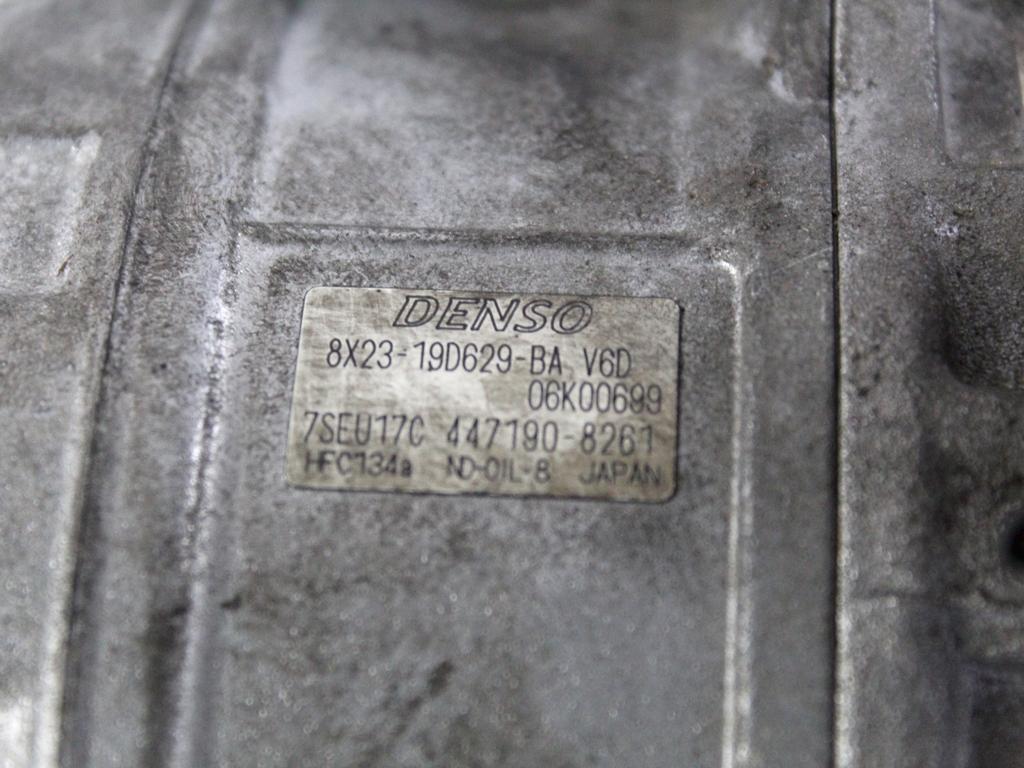 DENSO
8X23-19D629-BA V6D
06K00699
7SEU17C 447190-8261
HFC134a ND-OIL-8 JAPAN